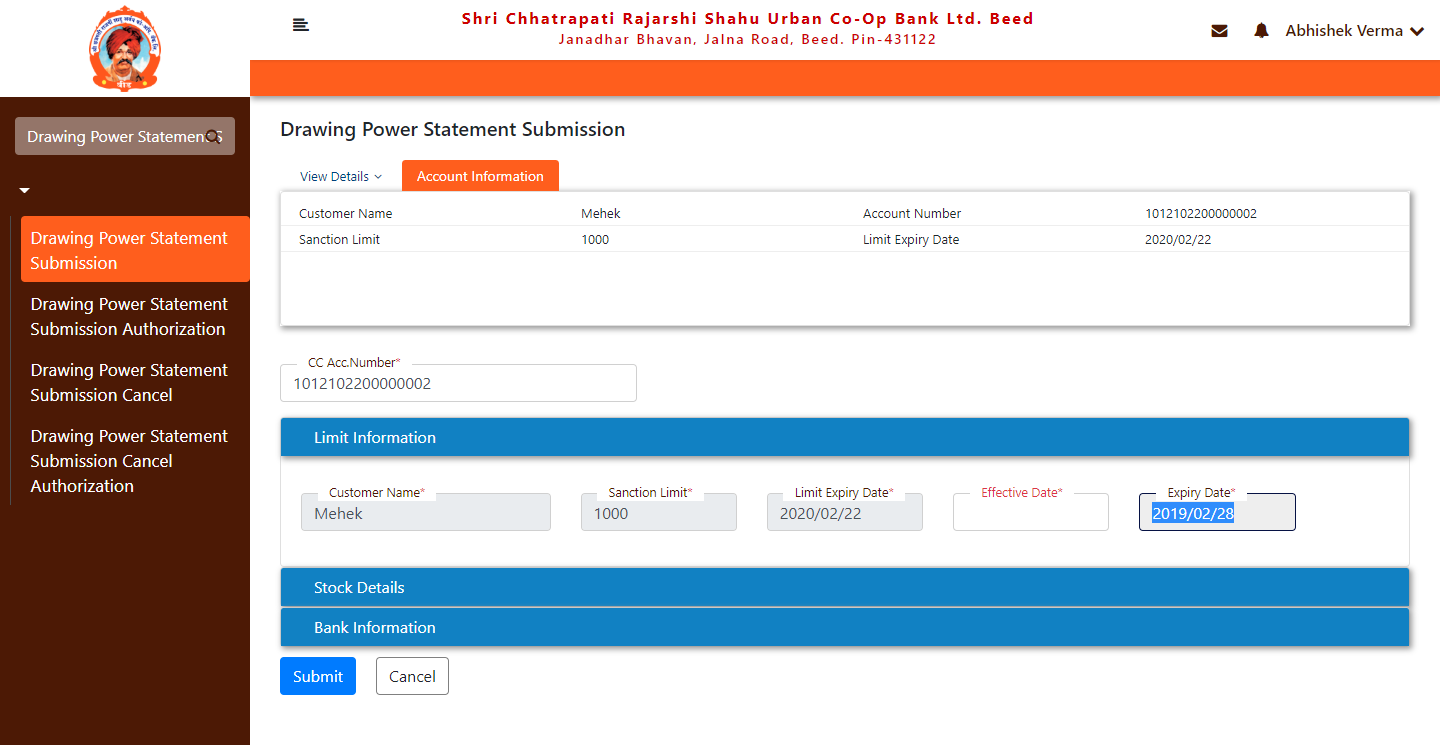 Shri Chhatrapati Rajarshi Shahu Urban Co-Op Bank Ltd. Beed
Janadhar Bhavan, Jalna Road, Beed. Pin-431122
Abhishek Verma
बीड
Drawing Power Statement
Drawing Power Statement
Submission
Drawing Power Statement
Submission Authorization
Drawing Power Statement
Submission Cancel
Drawing Power Statement
Submission Cancel
Authorization
Drawing Power Statement Submission
View Details
Account Information
Customer Name Mehek Account Number 1012102200000002
Sanction Limit 1000 Limit Expiry Date 2020/02/22
CC Acc.Number*
1012102200000002
Limit Information
Customer Name* Sanction Limit* Limit Expiry Date* Effective Date* Expiry Date*
Mehek 1000 2020/02/22 2019/02/28
Stock Details
Bank Information
Submit Cancel